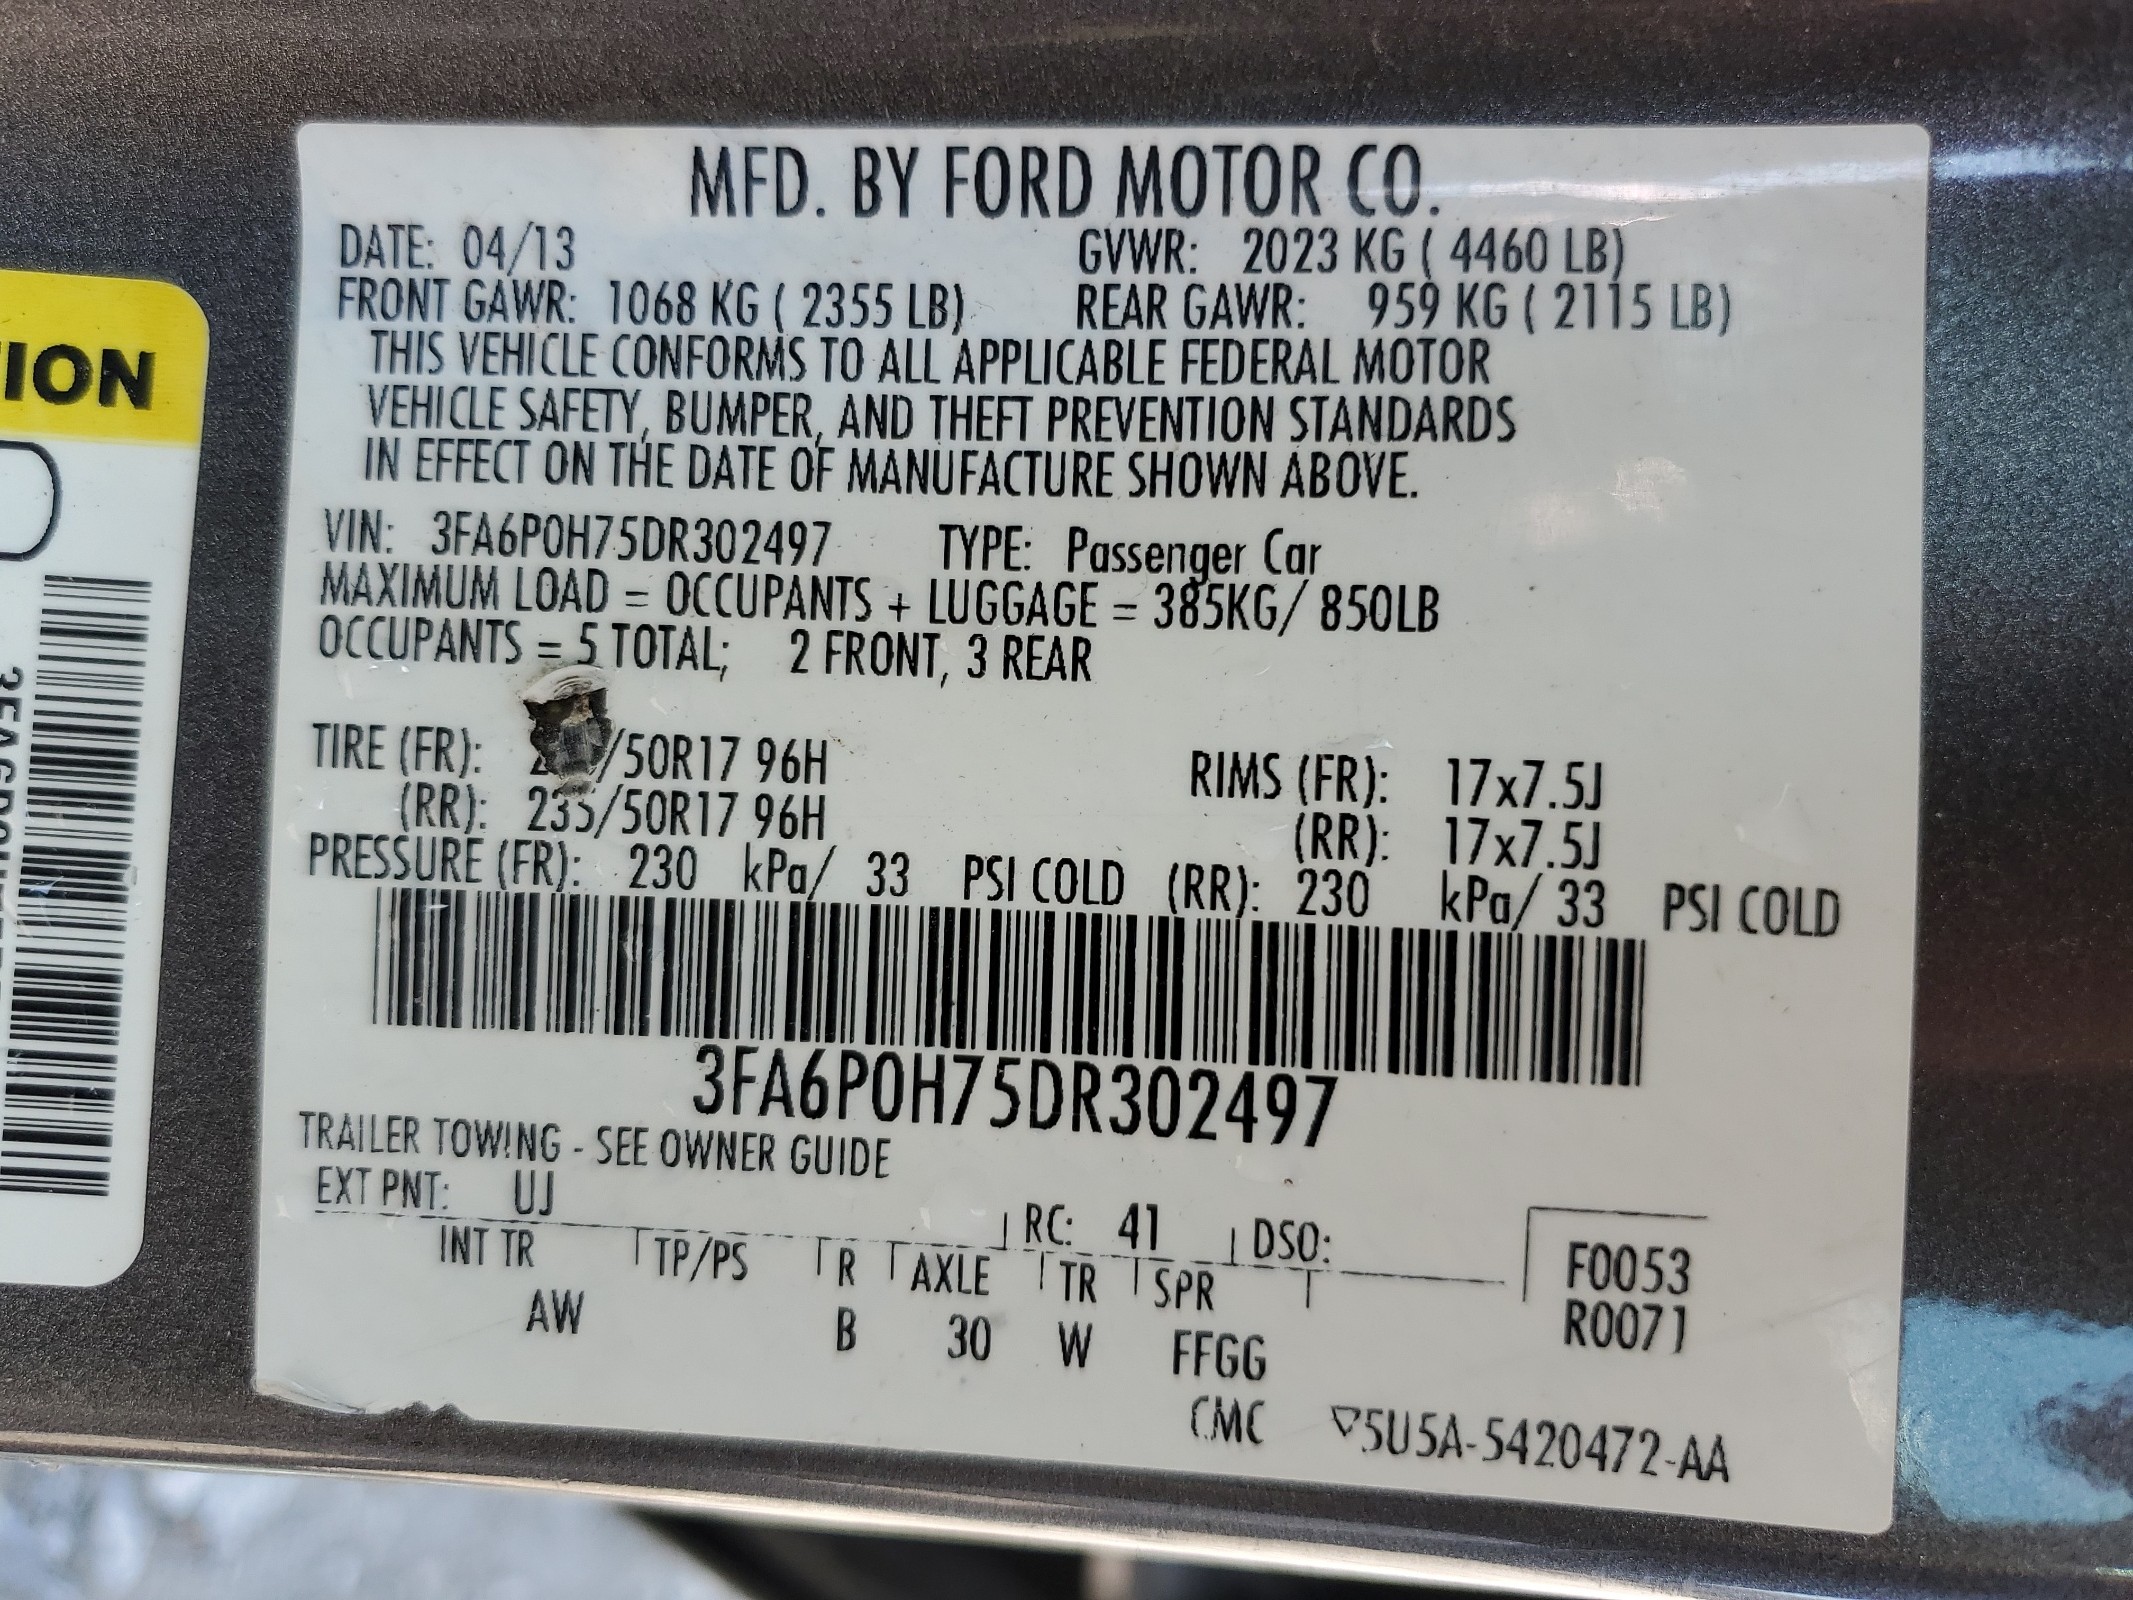 MFD. BY FORD MOTOR CO.
DATE: 04/13 GVWR: 2023 KG ( 4460 LB)
FRONT GAWR: 1068 KG ( 2355 LB) REAR GAWR: 959 KG ( 2115 LB)
THIS VEHICLE CONFORMS TO ALL APPLICABLE FEDERAL MOTOR
VEHICLE SAFETY, BUMPER, AND THEFT PREVENTION STANDARDS
IN EFFECT ON THE DATE OF MANUFACTURE SHOWN ABOVE.
VIN: 3FA6P0H75DR302497 TYPE: Passenger Car
MAXIMUM LOAD = OCCUPANTS + LUGGAGE = 385KG/ 850LB
OCCUPANTS = 5 TOTAL; 2 FRONT, 3 REAR
TIRE (FR): /50R17 96H RIMS (FR): 17x7.5J
(RR): 235/50R17 96H (RR): 17x7.5J
PRESSURE (FR): 230 kPa/ 33 PSI COLD (RR): 230 kPa/ 33 PSI COLD
3FA6P0H75DR302497
TRAILER TOWING - SEE OWNER GUIDE
EXT PNT: UJ RC: 41 DSO:
INT TR TP/PS R AXLE TR SPR F0053
AW B 30 W FFGG R0071
CMC ▽5U5A-5420472-AA